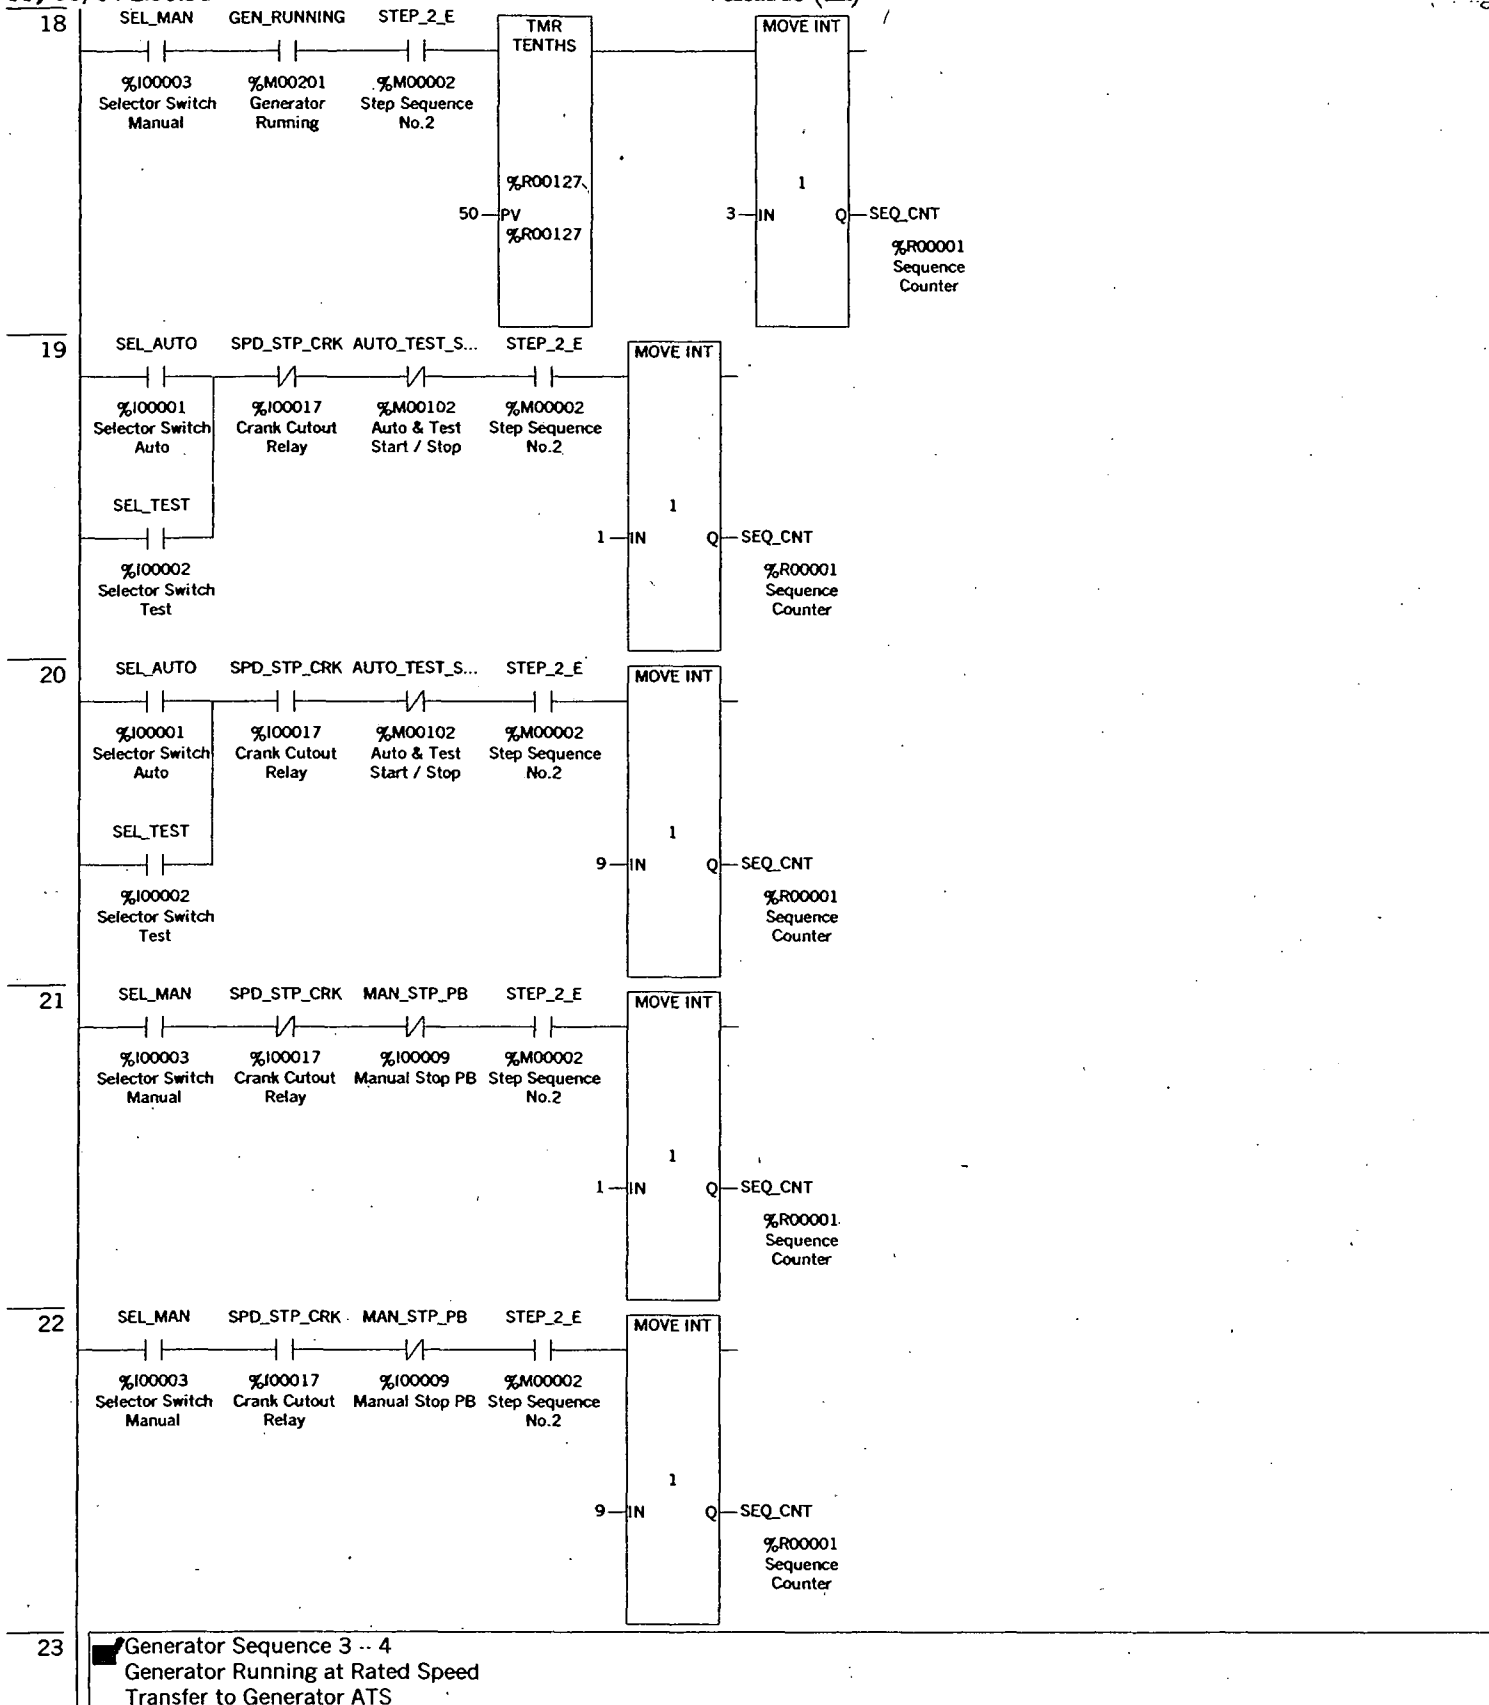 18
SEL_MAN GEN_RUNNING STEP_2_E
TMR
TENTHS
MOVE INT
%I00003 %M00201 %M00002
Selector Switch Generator Step Sequence
Manual Running No.2
%R00127
1
50 PV
3 IN Q SEQ_CNT
%R00127
%R00001
Sequence
Counter
19
SEL_AUTO SPD_STP_CRK AUTO_TEST_S... STEP_2_E
MOVE INT
%I00001 %I00017 %M00102 %M00002
Selector Switch Crank Cutout Auto & Test Step Sequence
Auto Relay Start / Stop No.2
SEL_TEST
1
1 IN Q SEQ_CNT
%I00002
Selector Switch
Test
%R00001
Sequence
Counter
20
SEL_AUTO SPD_STP_CRK AUTO_TEST_S... STEP_2_E
MOVE INT
%I00001 %I00017 %M00102 %M00002
Selector Switch Crank Cutout Auto & Test Step Sequence
Auto Relay Start / Stop No.2
SEL_TEST
1
9 IN Q SEQ_CNT
%I00002
Selector Switch
Test
%R00001
Sequence
Counter
21
SEL_MAN SPD_STP_CRK MAN_STP_PB STEP_2_E
MOVE INT
%I00003 %I00017 %I00009 %M00002
Selector Switch Crank Cutout Manual Stop PB Step Sequence
Manual Relay No.2
1
1 IN Q SEQ_CNT
%R00001
Sequence
Counter
22
SEL_MAN SPD_STP_CRK MAN_STP_PB STEP_2_E
MOVE INT
%I00003 %I00017 %I00009 %M00002
Selector Switch Crank Cutout Manual Stop PB Step Sequence
Manual Relay No.2
1
9 IN Q SEQ_CNT
%R00001
Sequence
Counter
23
Generator Sequence 3 -- 4
Generator Running at Rated Speed
Transfer to Generator ATS